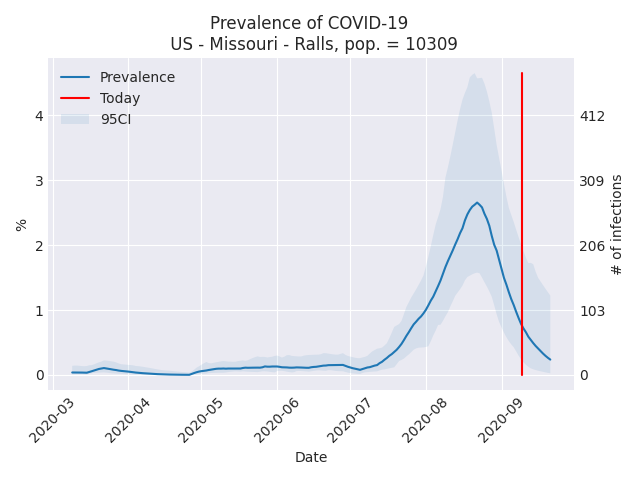 Prevalence of COVID-19
US - Missouri - Ralls, pop. = 10309
Prevalence
Today
95CI
%
4
3
2
1
0
412
309
206
103
0
# of infections
2020-03
2020-04
2020-05
2020-06
2020-07
2020-08
2020-09
Date